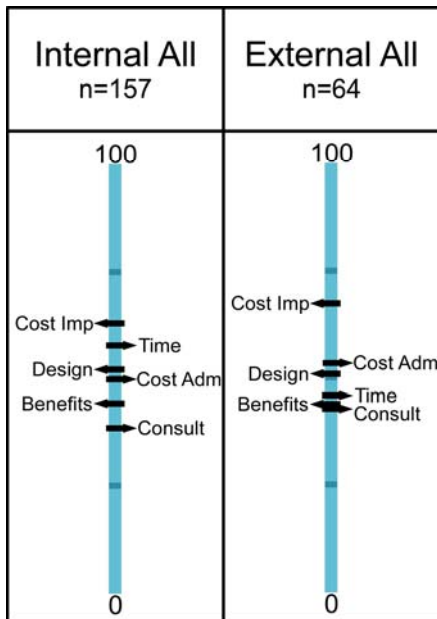 Internal All
n=157
100
Cost Imp
Time
Design
Cost Adm
Benefits
Consult
0
External All
n=64
100
Cost Imp
Cost Adm
Design
Time
Benefits
Consult
0